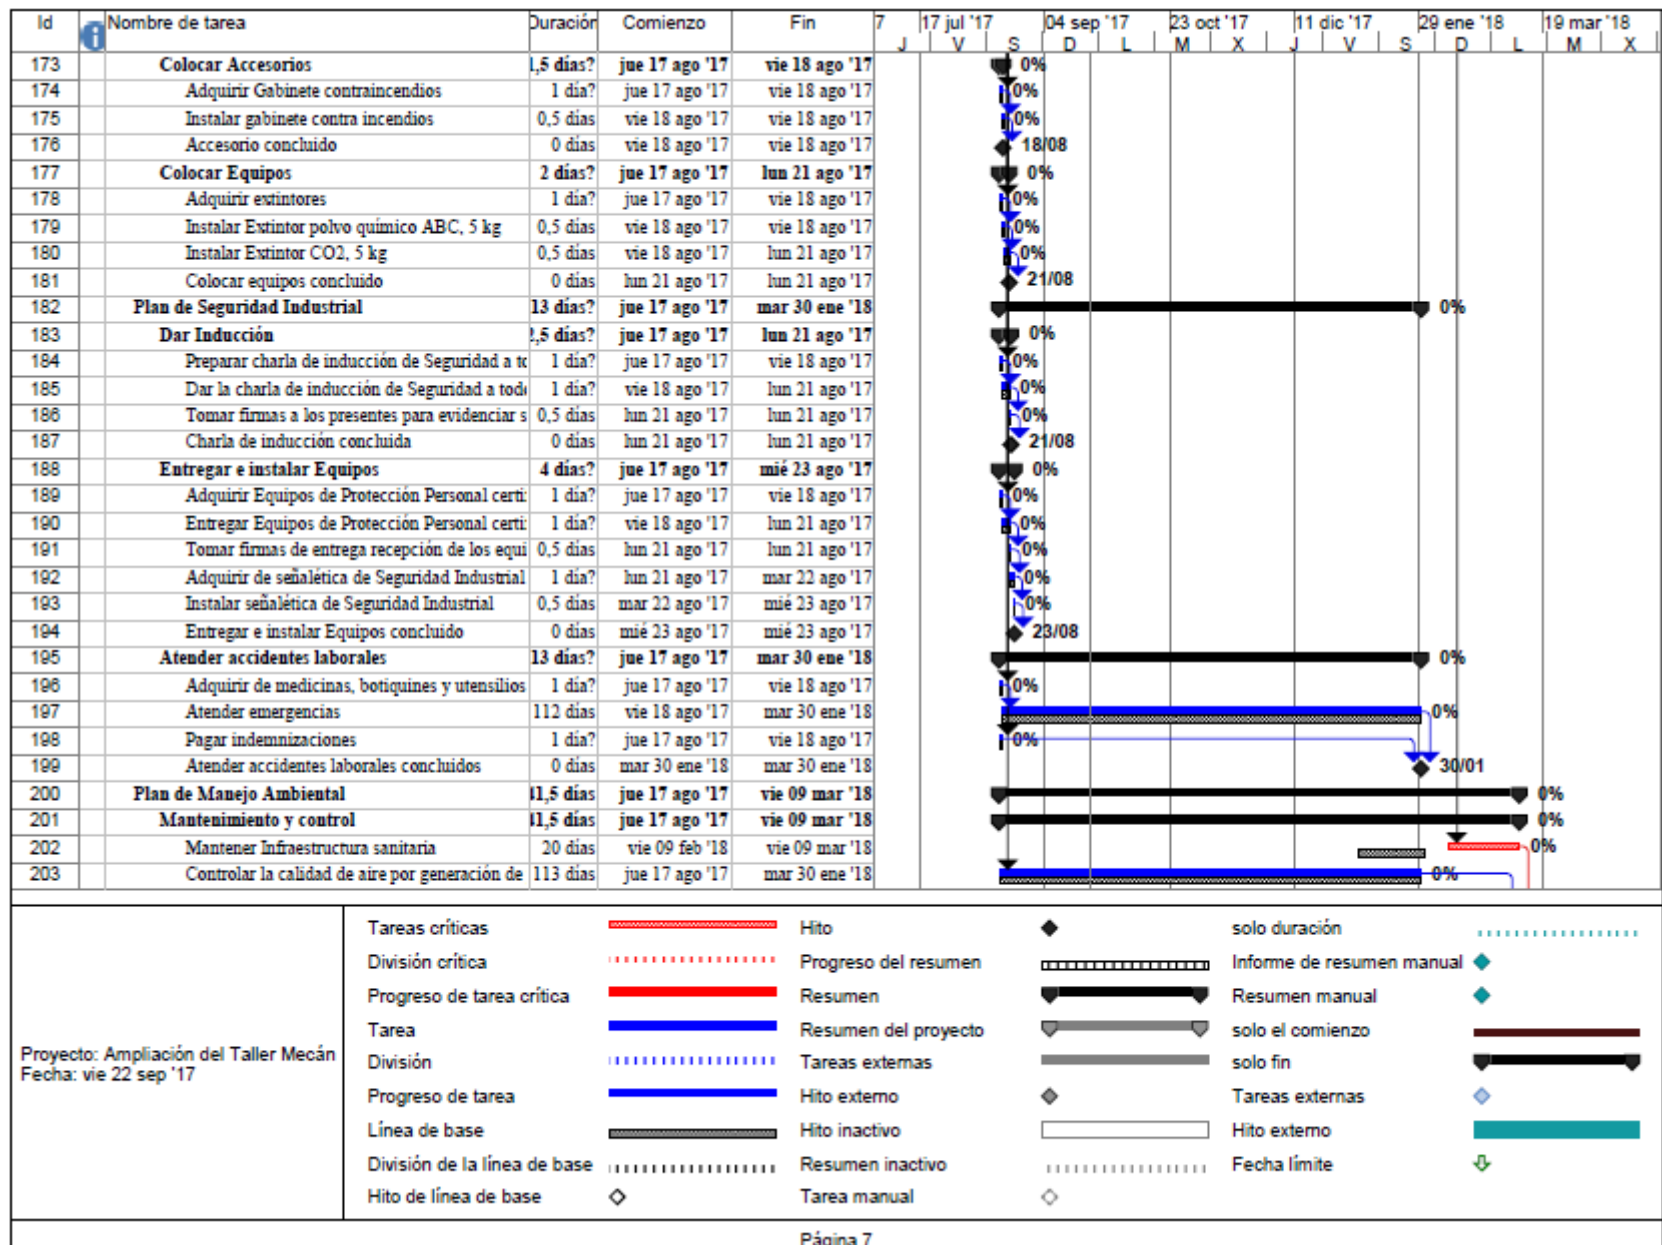 Id Nombre de tarea Duración Comienzo Fin 7 17 jul '17 04 sep '17 23 oct '17 11 dic '17 29 ene '18 19 mar '18
J V S D L M X J V S D L M X
173 Colocar Accesorios 1,5 días? jue 17 ago '17 vie 18 ago '17 0%
174 Adquirir Gabinete contraincendios 1 día? jue 17 ago '17 vie 18 ago '17 0%
175 Instalar gabinete contra incendios 0,5 días vie 18 ago '17 vie 18 ago '17 0%
176 Accesorio concluido 0 días vie 18 ago '17 vie 18 ago '17 18/08
177 Colocar Equipos 2 días? jue 17 ago '17 lun 21 ago '17 0%
178 Adquirir extintores 1 día? jue 17 ago '17 vie 18 ago '17 0%
179 Instalar Extintor polvo químico ABC, 5 kg 0,5 días vie 18 ago '17 vie 18 ago '17 0%
180 Instalar Extintor CO2, 5 kg 0,5 días vie 18 ago '17 lun 21 ago '17 0%
181 Colocar equipos concluido 0 días lun 21 ago '17 lun 21 ago '17 21/08
182 Plan de Seguridad Industrial 13 días? jue 17 ago '17 mar 30 ene '18 0%
183 Dar Inducción ,5 días? jue 17 ago '17 lun 21 ago '17 0%
184 Preparar charla de inducción de Seguridad a to 1 día? jue 17 ago '17 vie 18 ago '17 0%
185 Dar la charla de inducción de Seguridad a tod 1 día? vie 18 ago '17 lun 21 ago '17 0%
186 Tomar firmas a los presentes para evidenciar s 0,5 días lun 21 ago '17 lun 21 ago '17 0%
187 Charla de inducción concluida 0 días lun 21 ago '17 lun 21 ago '17 21/08
188 Entregar e instalar Equipos 4 días? jue 17 ago '17 mié 23 ago '17 0%
189 Adquirir Equipos de Protección Personal certi 1 día? jue 17 ago '17 vie 18 ago '17 0%
190 Entregar Equipos de Protección Personal certi 1 día? vie 18 ago '17 lun 21 ago '17 0%
191 Tomar firmas de entrega recepción de los equi 0,5 días lun 21 ago '17 lun 21 ago '17 0%
192 Adquirir de señalética de Seguridad Industrial 1 día? lun 21 ago '17 mar 22 ago '17 0%
193 Instalar señalética de Seguridad Industrial 0,5 días mar 22 ago '17 mié 23 ago '17 0%
194 Entregar e instalar Equipos concluido 0 días mié 23 ago '17 mié 23 ago '17 23/08
195 Atender accidentes laborales 13 días? jue 17 ago '17 mar 30 ene '18 0%
196 Adquirir de medicinas, botiquines y utensilios 1 día? jue 17 ago '17 vie 18 ago '17 0%
197 Atender emergencias 112 días vie 18 ago '17 mar 30 ene '18 0%
198 Pagar indemnizaciones 1 día? jue 17 ago '17 vie 18 ago '17 0%
199 Atender accidentes laborales concluidos 0 días mar 30 ene '18 mar 30 ene '18 30/01
200 Plan de Manejo Ambiental 41,5 días jue 17 ago '17 vie 09 mar '18 0%
201 Mantenimiento y control 41,5 días jue 17 ago '17 vie 09 mar '18 0%
202 Mantener Infraestructura sanitaria 20 días vie 09 feb '18 vie 09 mar '18 0%
203 Controlar la calidad de aire por generación de 113 días jue 17 ago '17 mar 30 ene '18 0%
Proyecto: Ampliación del Taller Mecán
Fecha: vie 22 sep '17
Tareas críticas Hito solo duración
División crítica Progreso del resumen Informe de resumen manual
Progreso de tarea crítica Resumen Resumen manual
Tarea Resumen del proyecto solo el comienzo
División Tareas externas solo fin
Progreso de tarea Hito externo Tareas externas
Línea de base Hito inactivo Hito externo
División de la línea de base Resumen inactivo Fecha límite
Hito de línea de base Tarea manual
Página 7